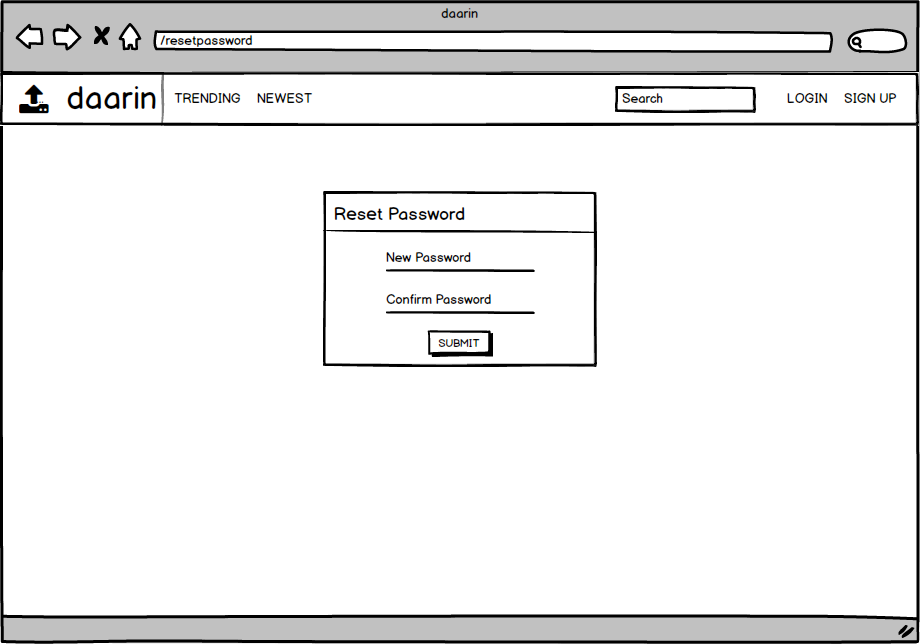 daarin
/resetpassword
daarin TRENDING NEWEST Search LOGIN SIGN UP
Reset Password
New Password
Confirm Password
SUBMIT